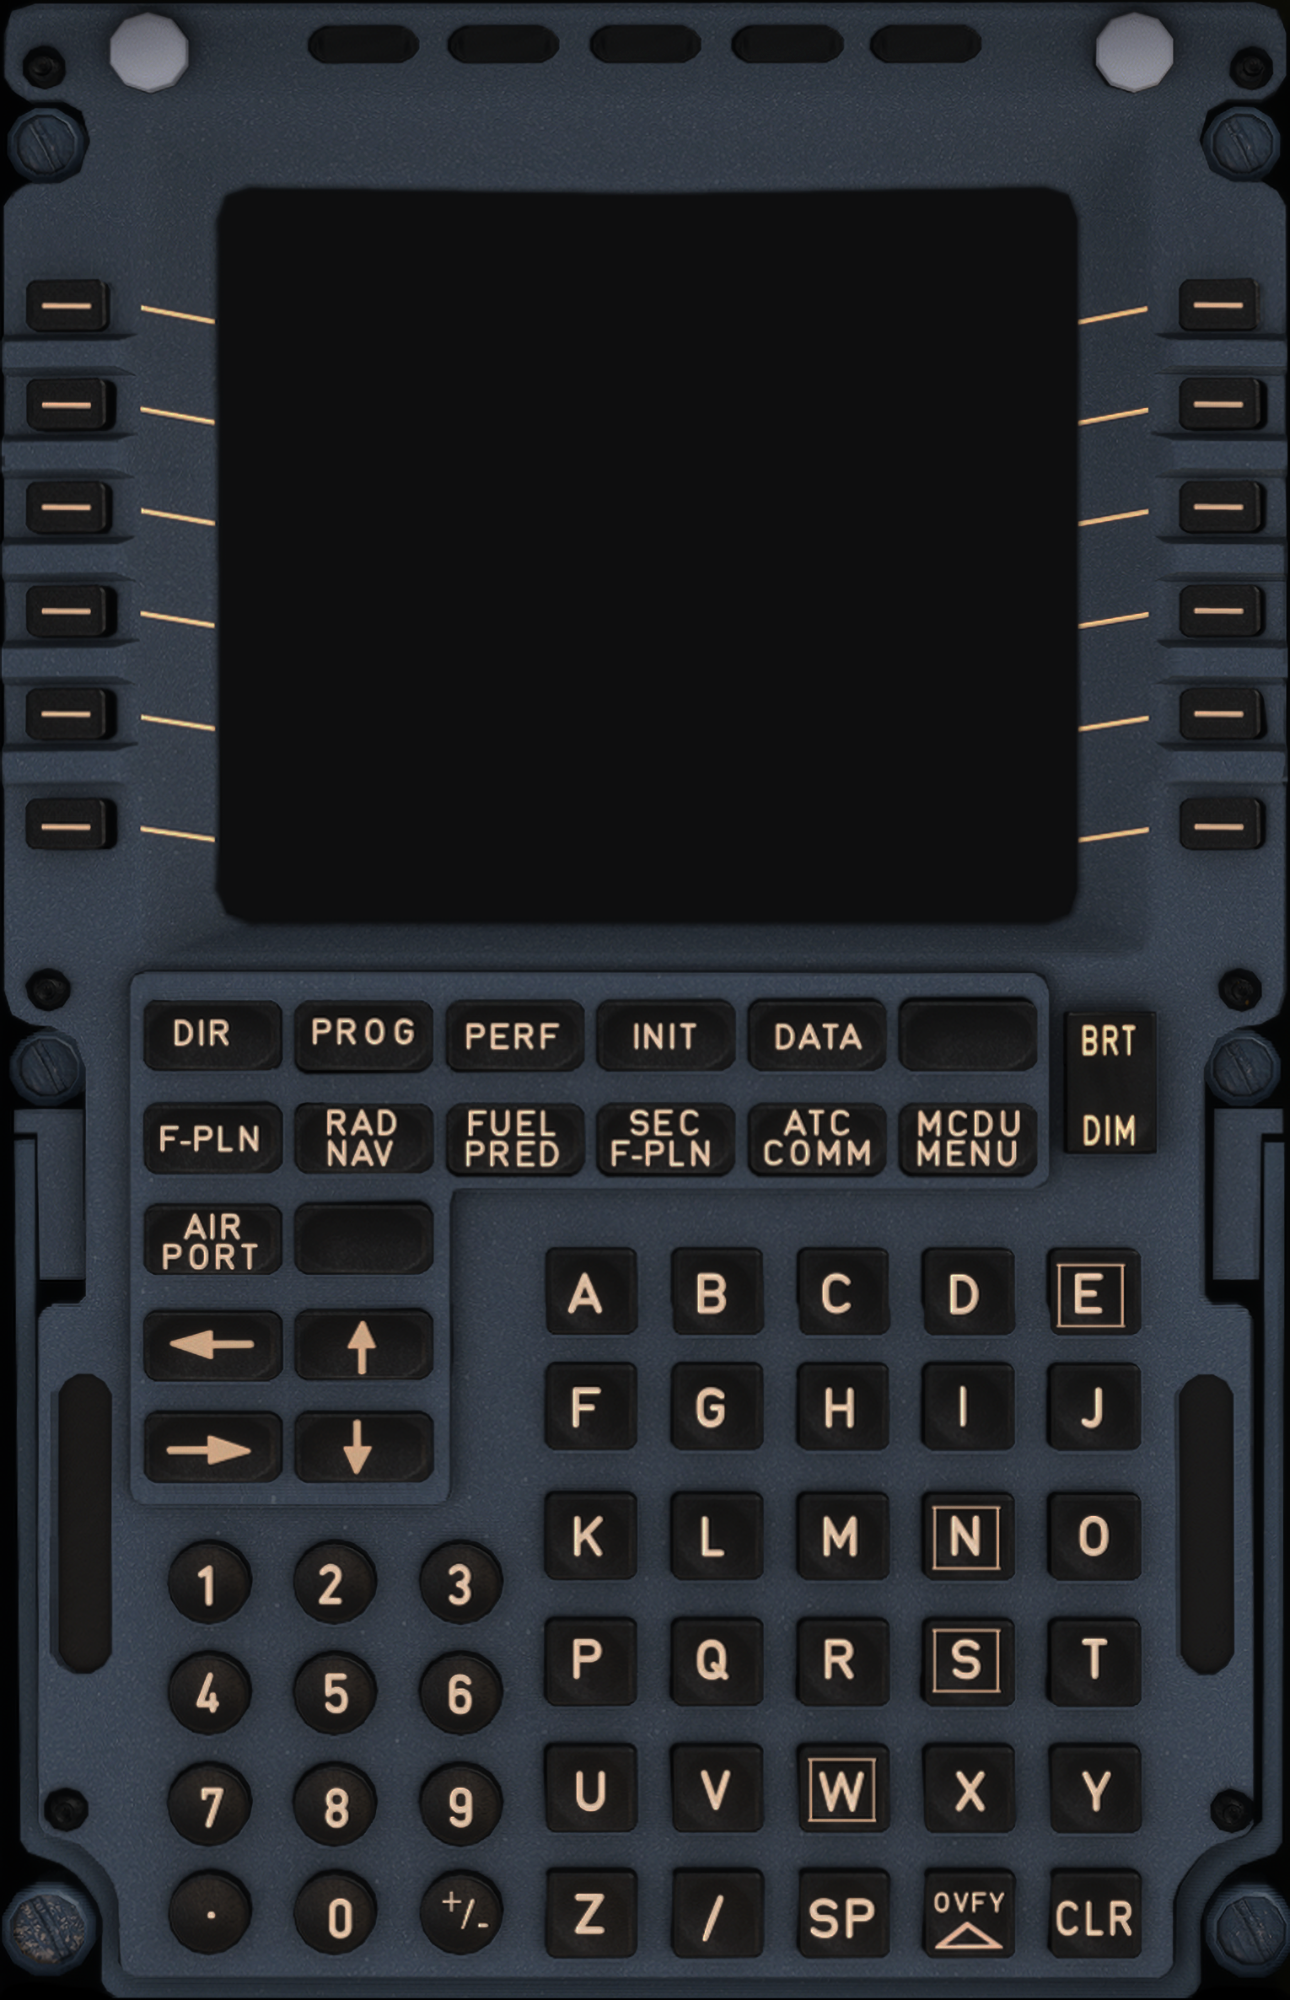 DIR PROG PERF INIT DATA
BRT
F-PLN RAD NAV FUEL PRED SEC F-PLN ATC COMM MCDU MENU
DIM
AIR PORT
A B C D E
F G H I J
K L M N O
1 2 3
P Q R S T
4 5 6
U V W X Y
7 8 9
Z / SP OVFY CLR
. 0 +/-